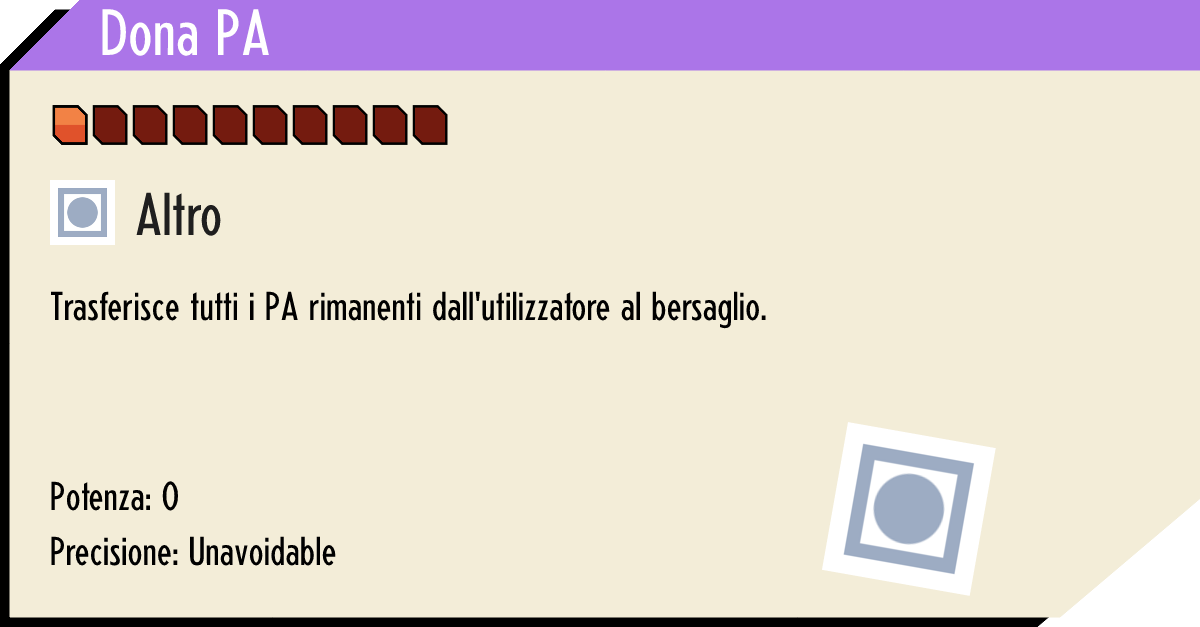 Dona PA
Altro
Trasferisce tutti i PA rimanenti dall'utilizzatore al bersaglio.
Potenza: 0
Precisione: Unavoidable